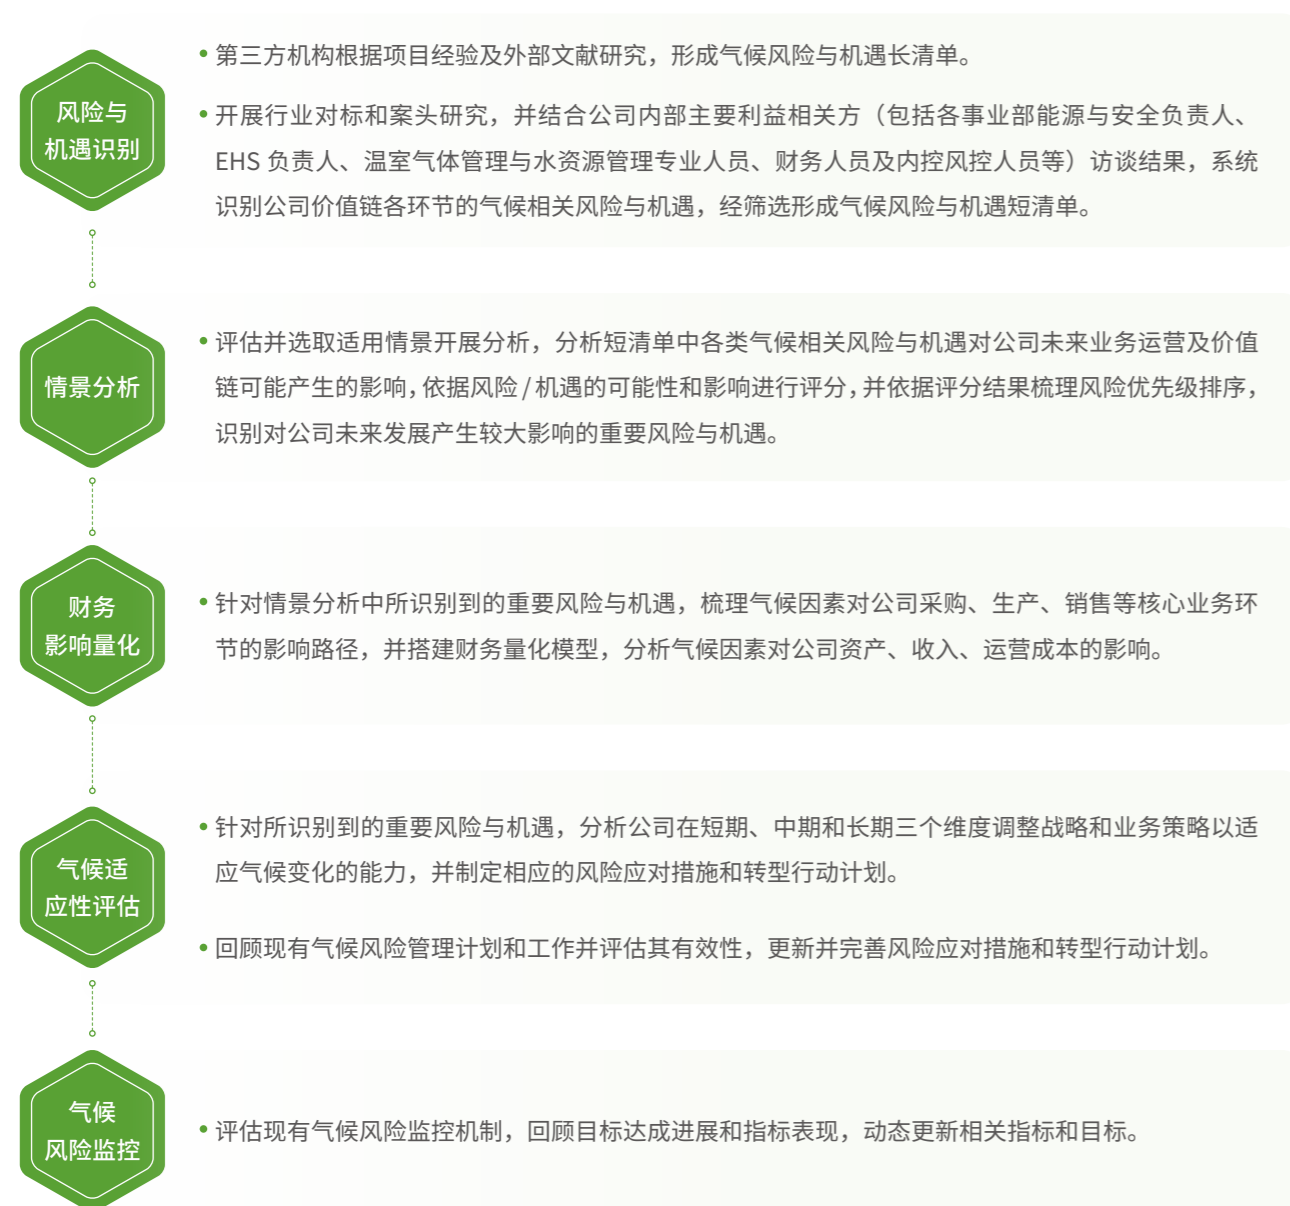 风险与
机遇识别
• 第三方机构根据项目经验及外部文献研究，形成气候风险与机遇长清单。
• 开展行业对标和案头研究，并结合公司内部主要利益相关方（包括各事业部能源与安全负责人、
EHS 负责人、温室气体管理与水资源管理专业人员、财务人员及内控风控人员等）访谈结果，系统
识别公司价值链各环节的气候相关风险与机遇，经筛选形成气候风险与机遇短清单。
情景分析
• 评估并选取适用情景开展分析，分析短清单中各类气候相关风险与机遇对公司未来业务运营及价值
链可能产生的影响，依据风险 / 机遇的可能性和影响进行评分，并依据评分结果梳理风险优先级排序，
识别对公司未来发展产生较大影响的重要风险与机遇。
财务
影响量化
• 针对情景分析中所识别到的重要风险与机遇，梳理气候因素对公司采购、生产、销售等核心业务环
节的影响路径，并搭建财务量化模型，分析气候因素对公司资产、收入、运营成本的影响。
气候适
应性评估
• 针对所识别到的重要风险与机遇，分析公司在短期、中期和长期三个维度调整战略和业务策略以适
应气候变化的能力，并制定相应的风险应对措施和转型行动计划。
• 回顾现有气候风险管理计划和工作并评估其有效性，更新并完善风险应对措施和转型行动计划。
气候
风险监控
• 评估现有气候风险监控机制，回顾目标达成进展和指标表现，动态更新相关指标和目标。